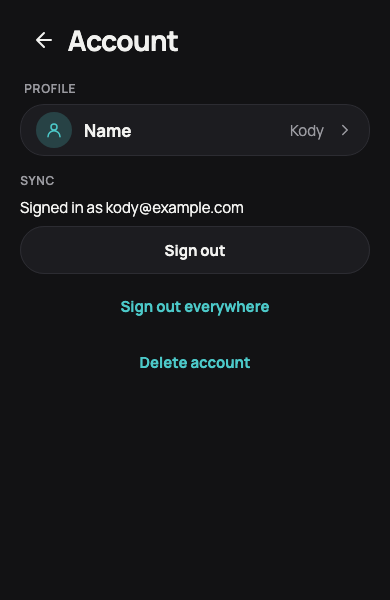 Account
PROFILE
Name
Kody
SYNC
Signed in as kody@example.com
Sign out
Sign out everywhere
Delete account